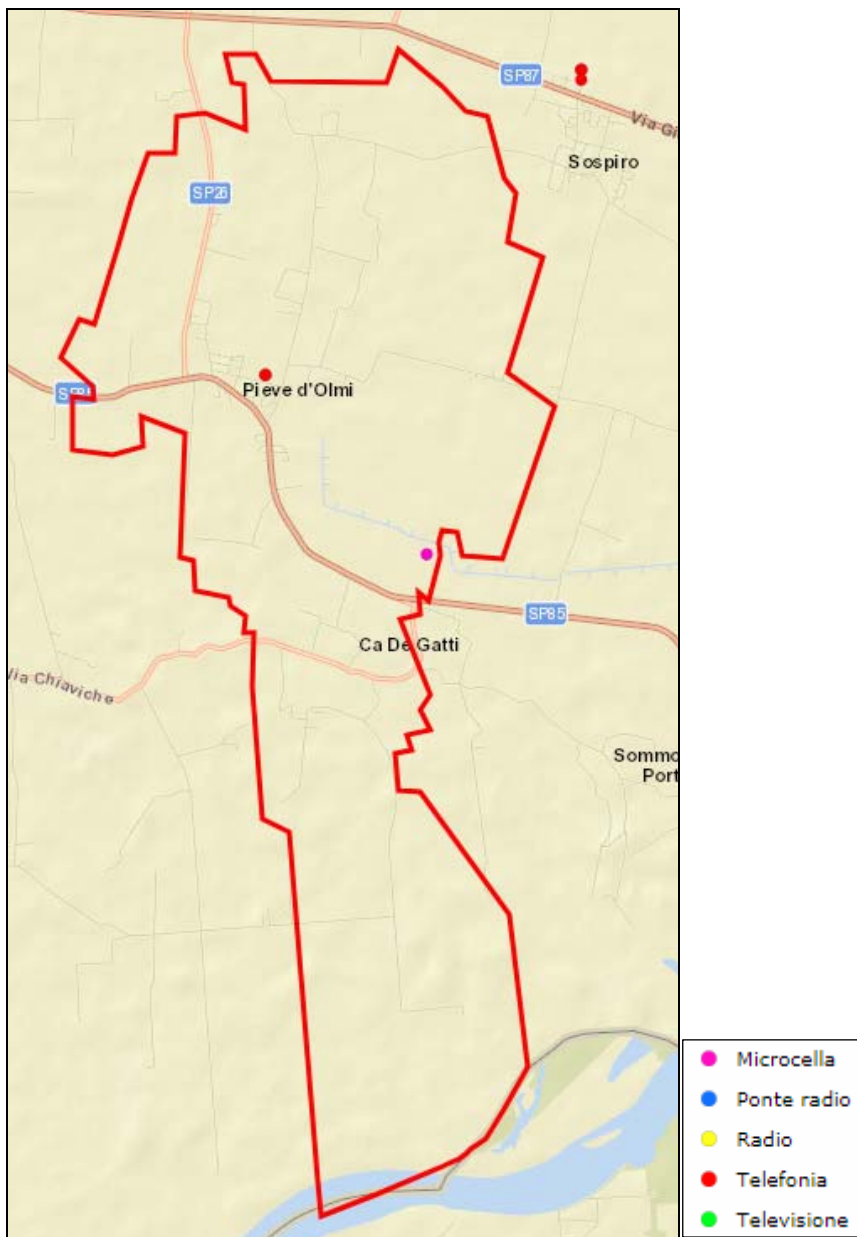 SP87
Via Gi
Sospiro
SP26
Pieve d'Olmi
SP85
Ca De Gatti
Via Chiaviche
Sommo
Port
Microcella
Ponte radio
Radio
Telefonia
Televisione